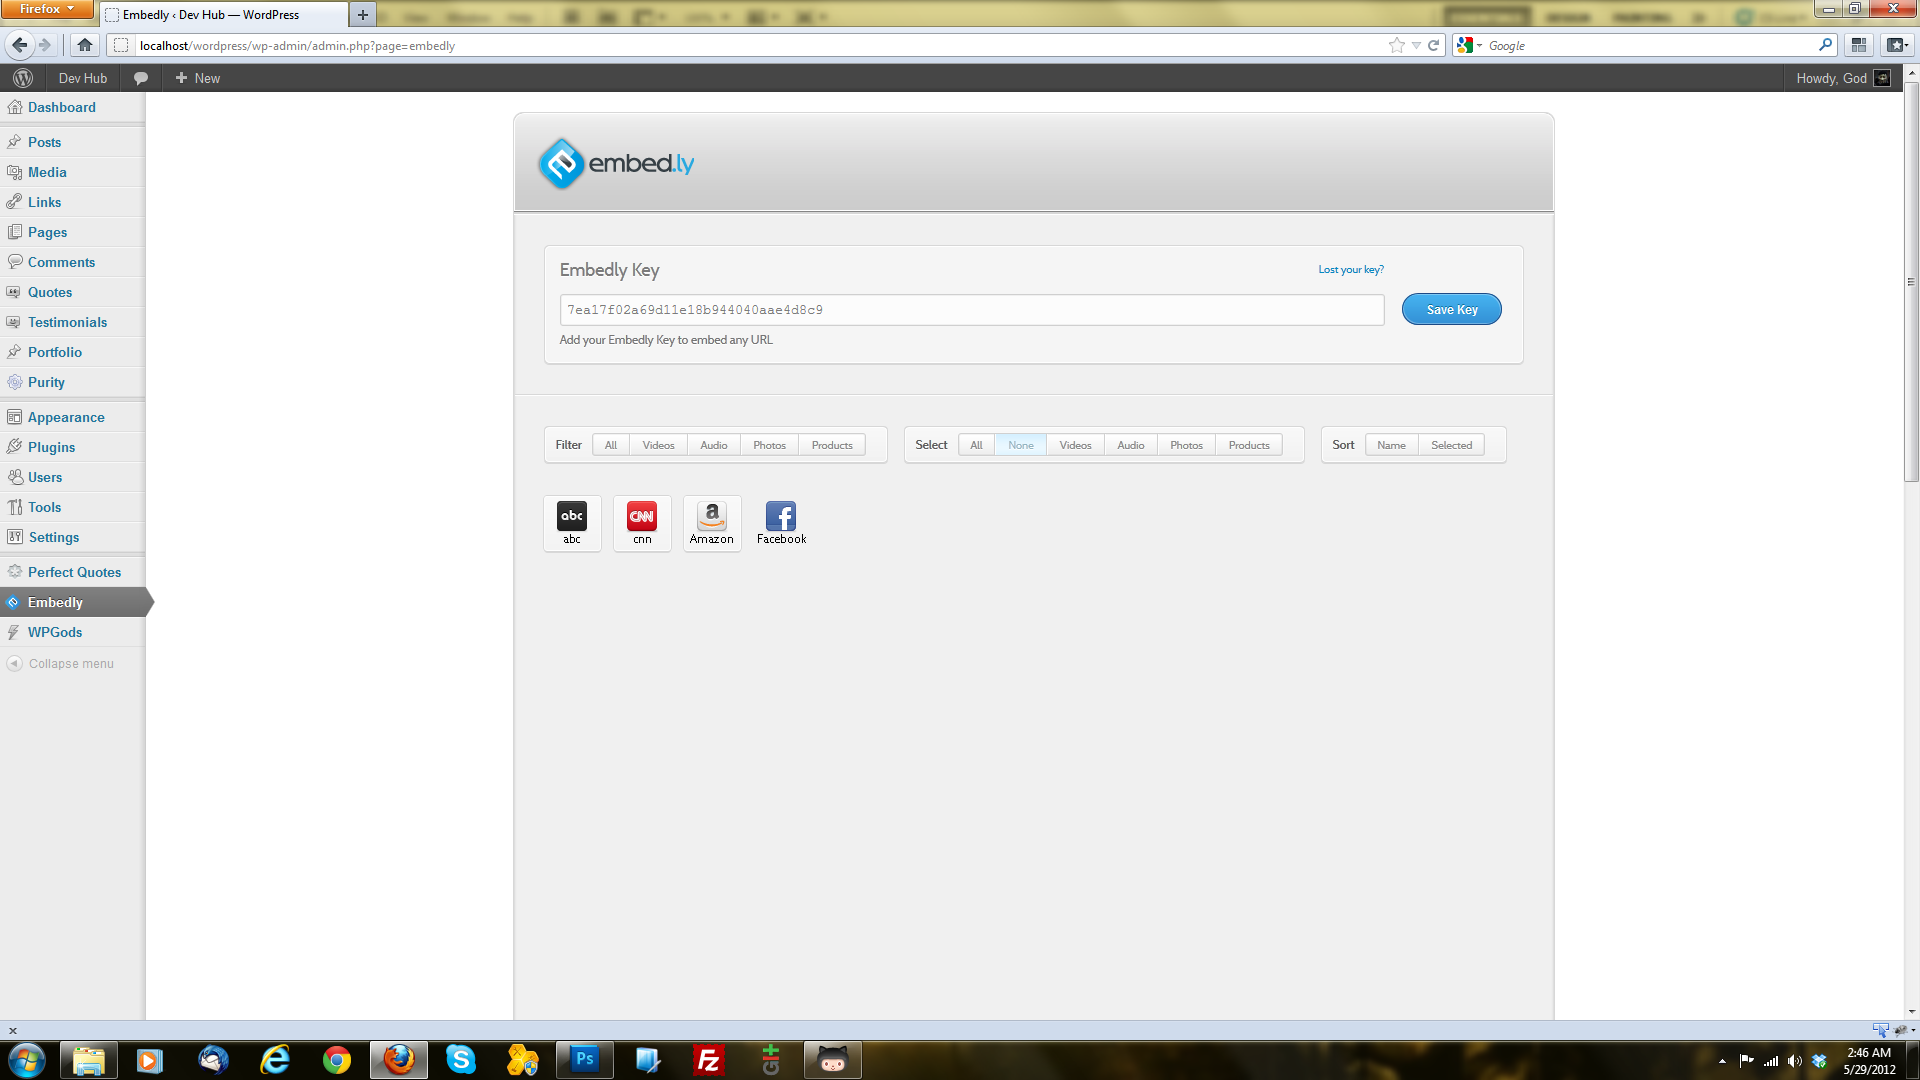 Firefox
Embedly ‹ Dev Hub — WordPress
localhost/wordpress/wp-admin/admin.php?page=embedly
Google
Dev Hub
New
Howdy, God
Dashboard
Posts
Media
Links
Pages
Comments
Quotes
Testimonials
Portfolio
Purity
Appearance
Plugins
Users
Tools
Settings
Perfect Quotes
Embedly
WPGods
Collapse menu
embed.ly
Embedly Key
Lost your key?
7ea17f02a69d11e18b944040aae4d8c9
Save Key
Add your Embedly Key to embed any URL
Filter All Videos Audio Photos Products
Select All None Videos Audio Photos Products
Sort Name Selected
abc CNN a f
abc cnn Amazon Facebook
Ps
Fz
Git
2:46 AM
5/29/2012